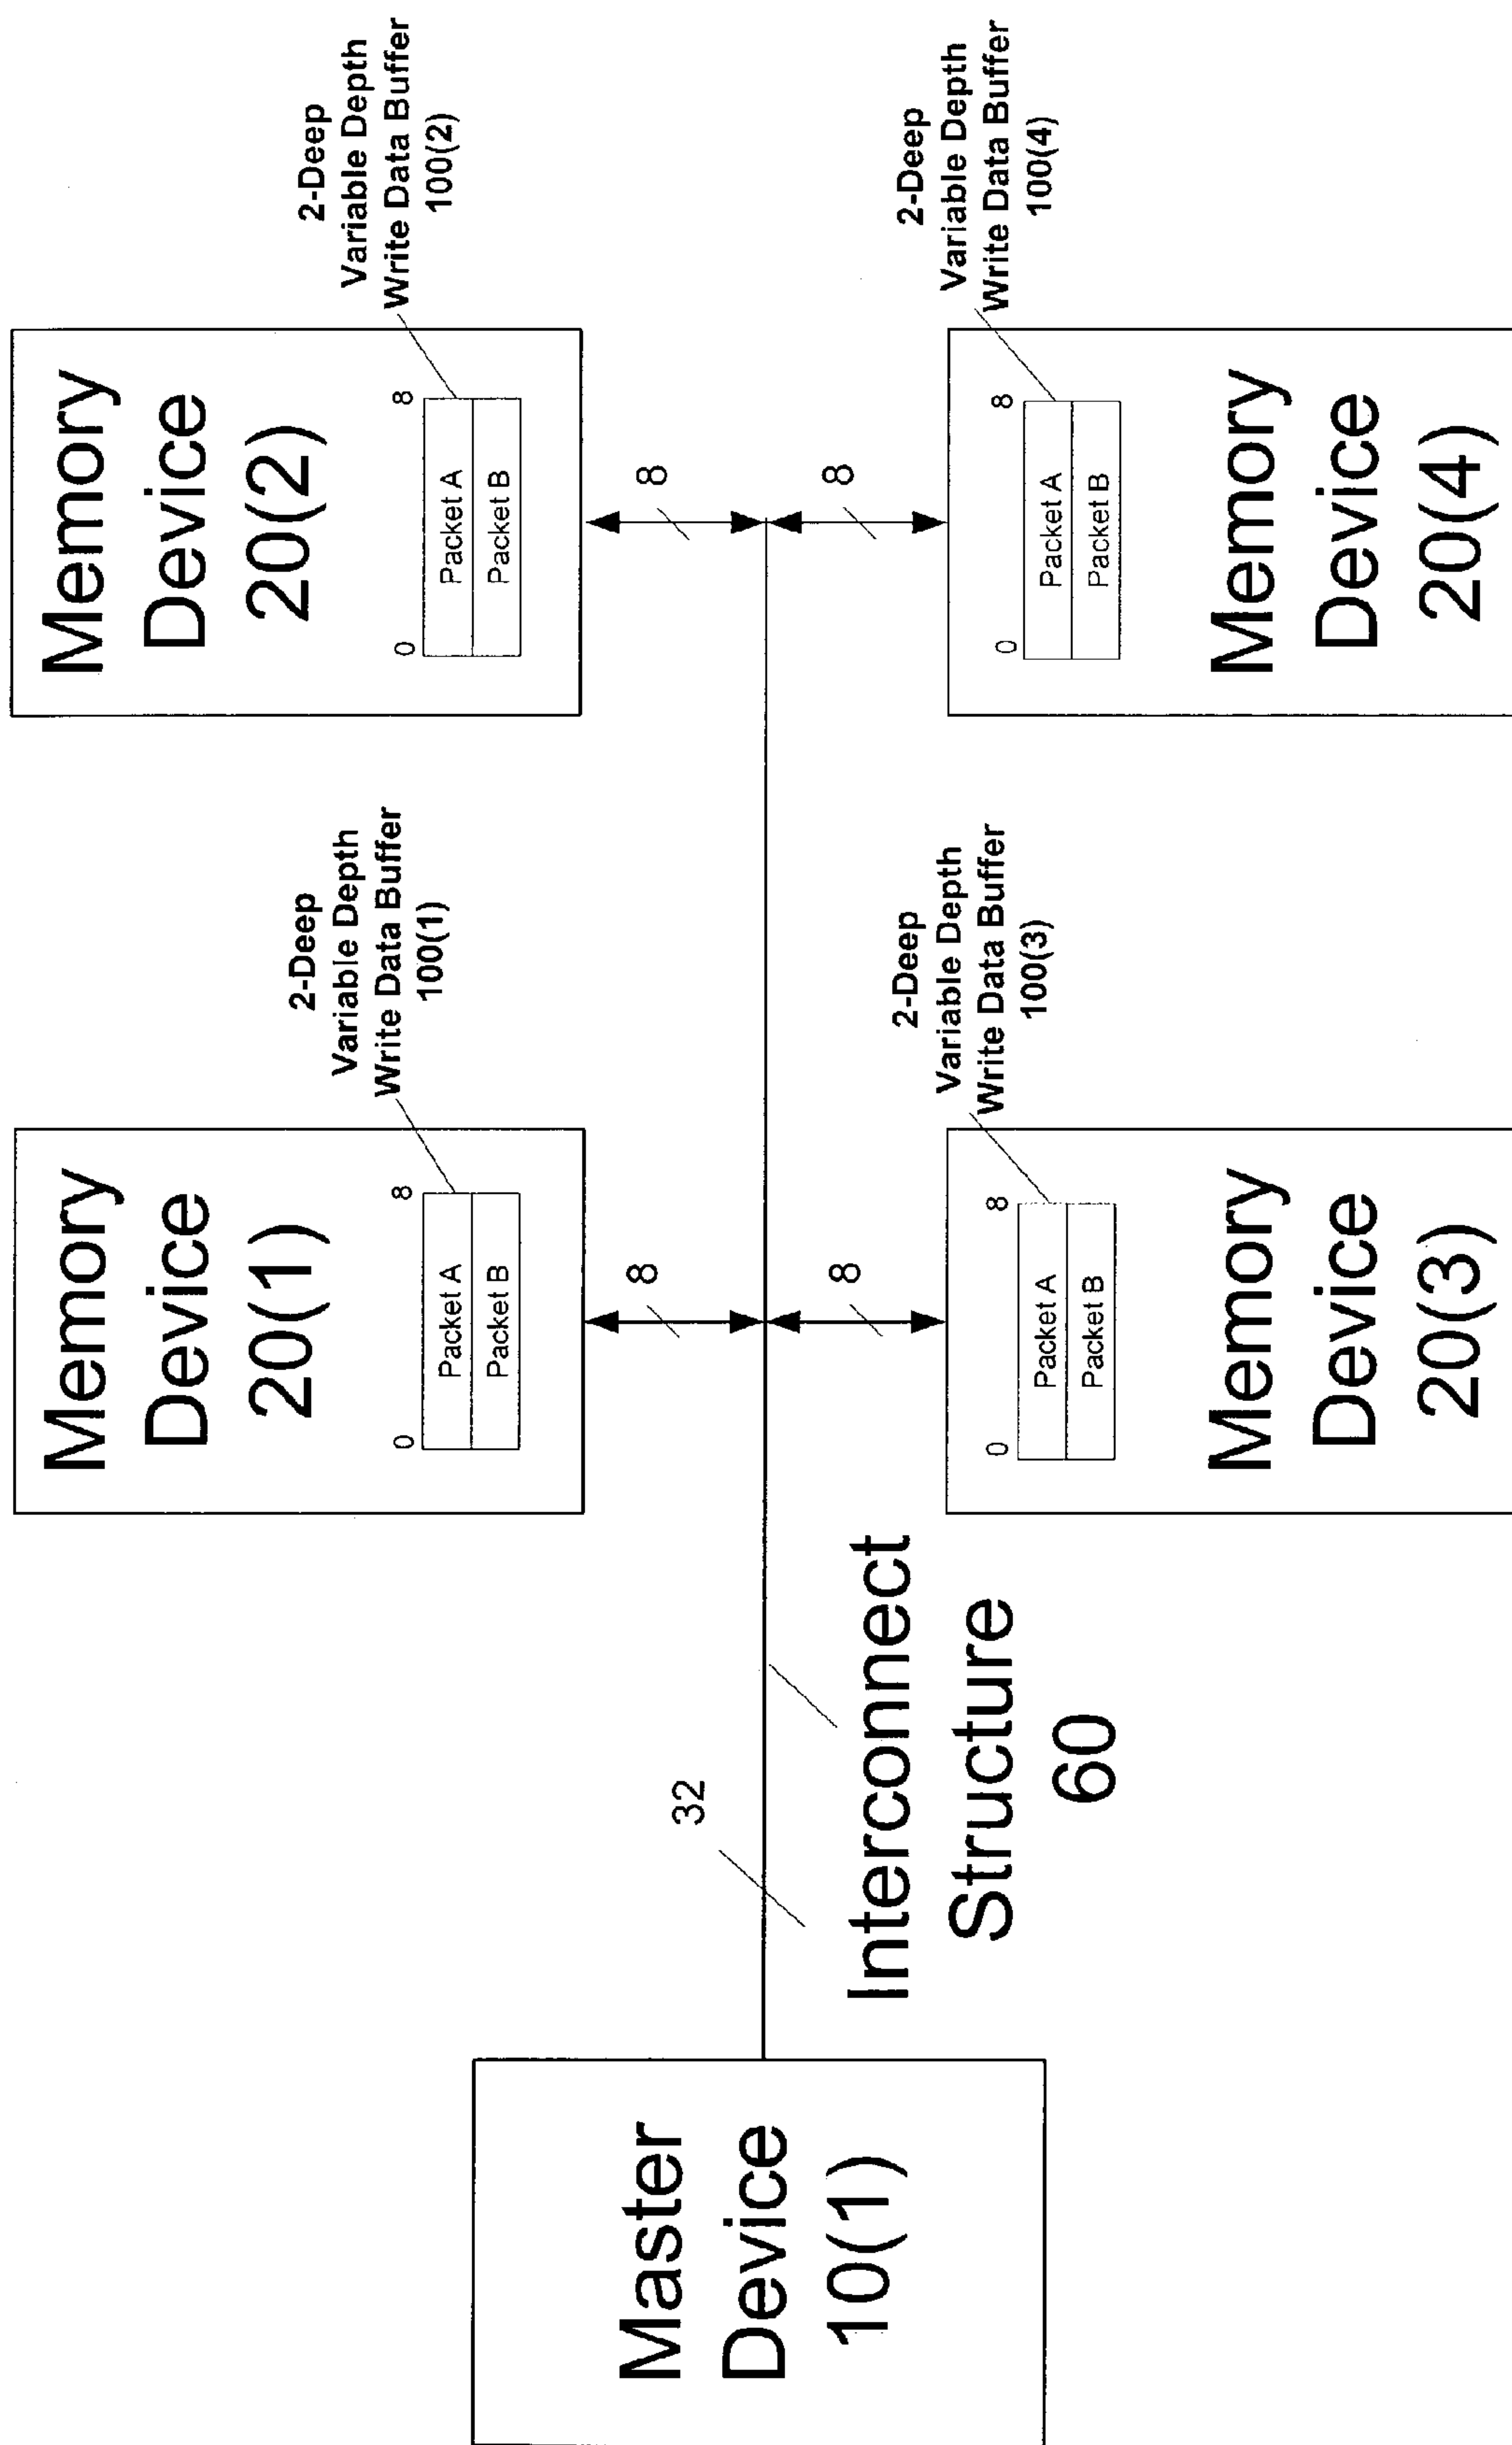 Master
Device
10(1)
32
Interconnect
Structure
60
Memory
Device
20(1)
0
8
Packet A
Packet B
2-Deep
Variable Depth
Write Data Buffer
100(1)
8
Memory
Device
20(2)
0
8
Packet A
Packet B
2-Deep
Variable Depth
Write Data Buffer
100(2)
8
8
2-Deep
Variable Depth
Write Data Buffer
100(3)
0
8
Packet A
Packet B
Memory
Device
20(3)
8
2-Deep
Variable Depth
Write Data Buffer
100(4)
0
8
Packet A
Packet B
Memory
Device
20(4)